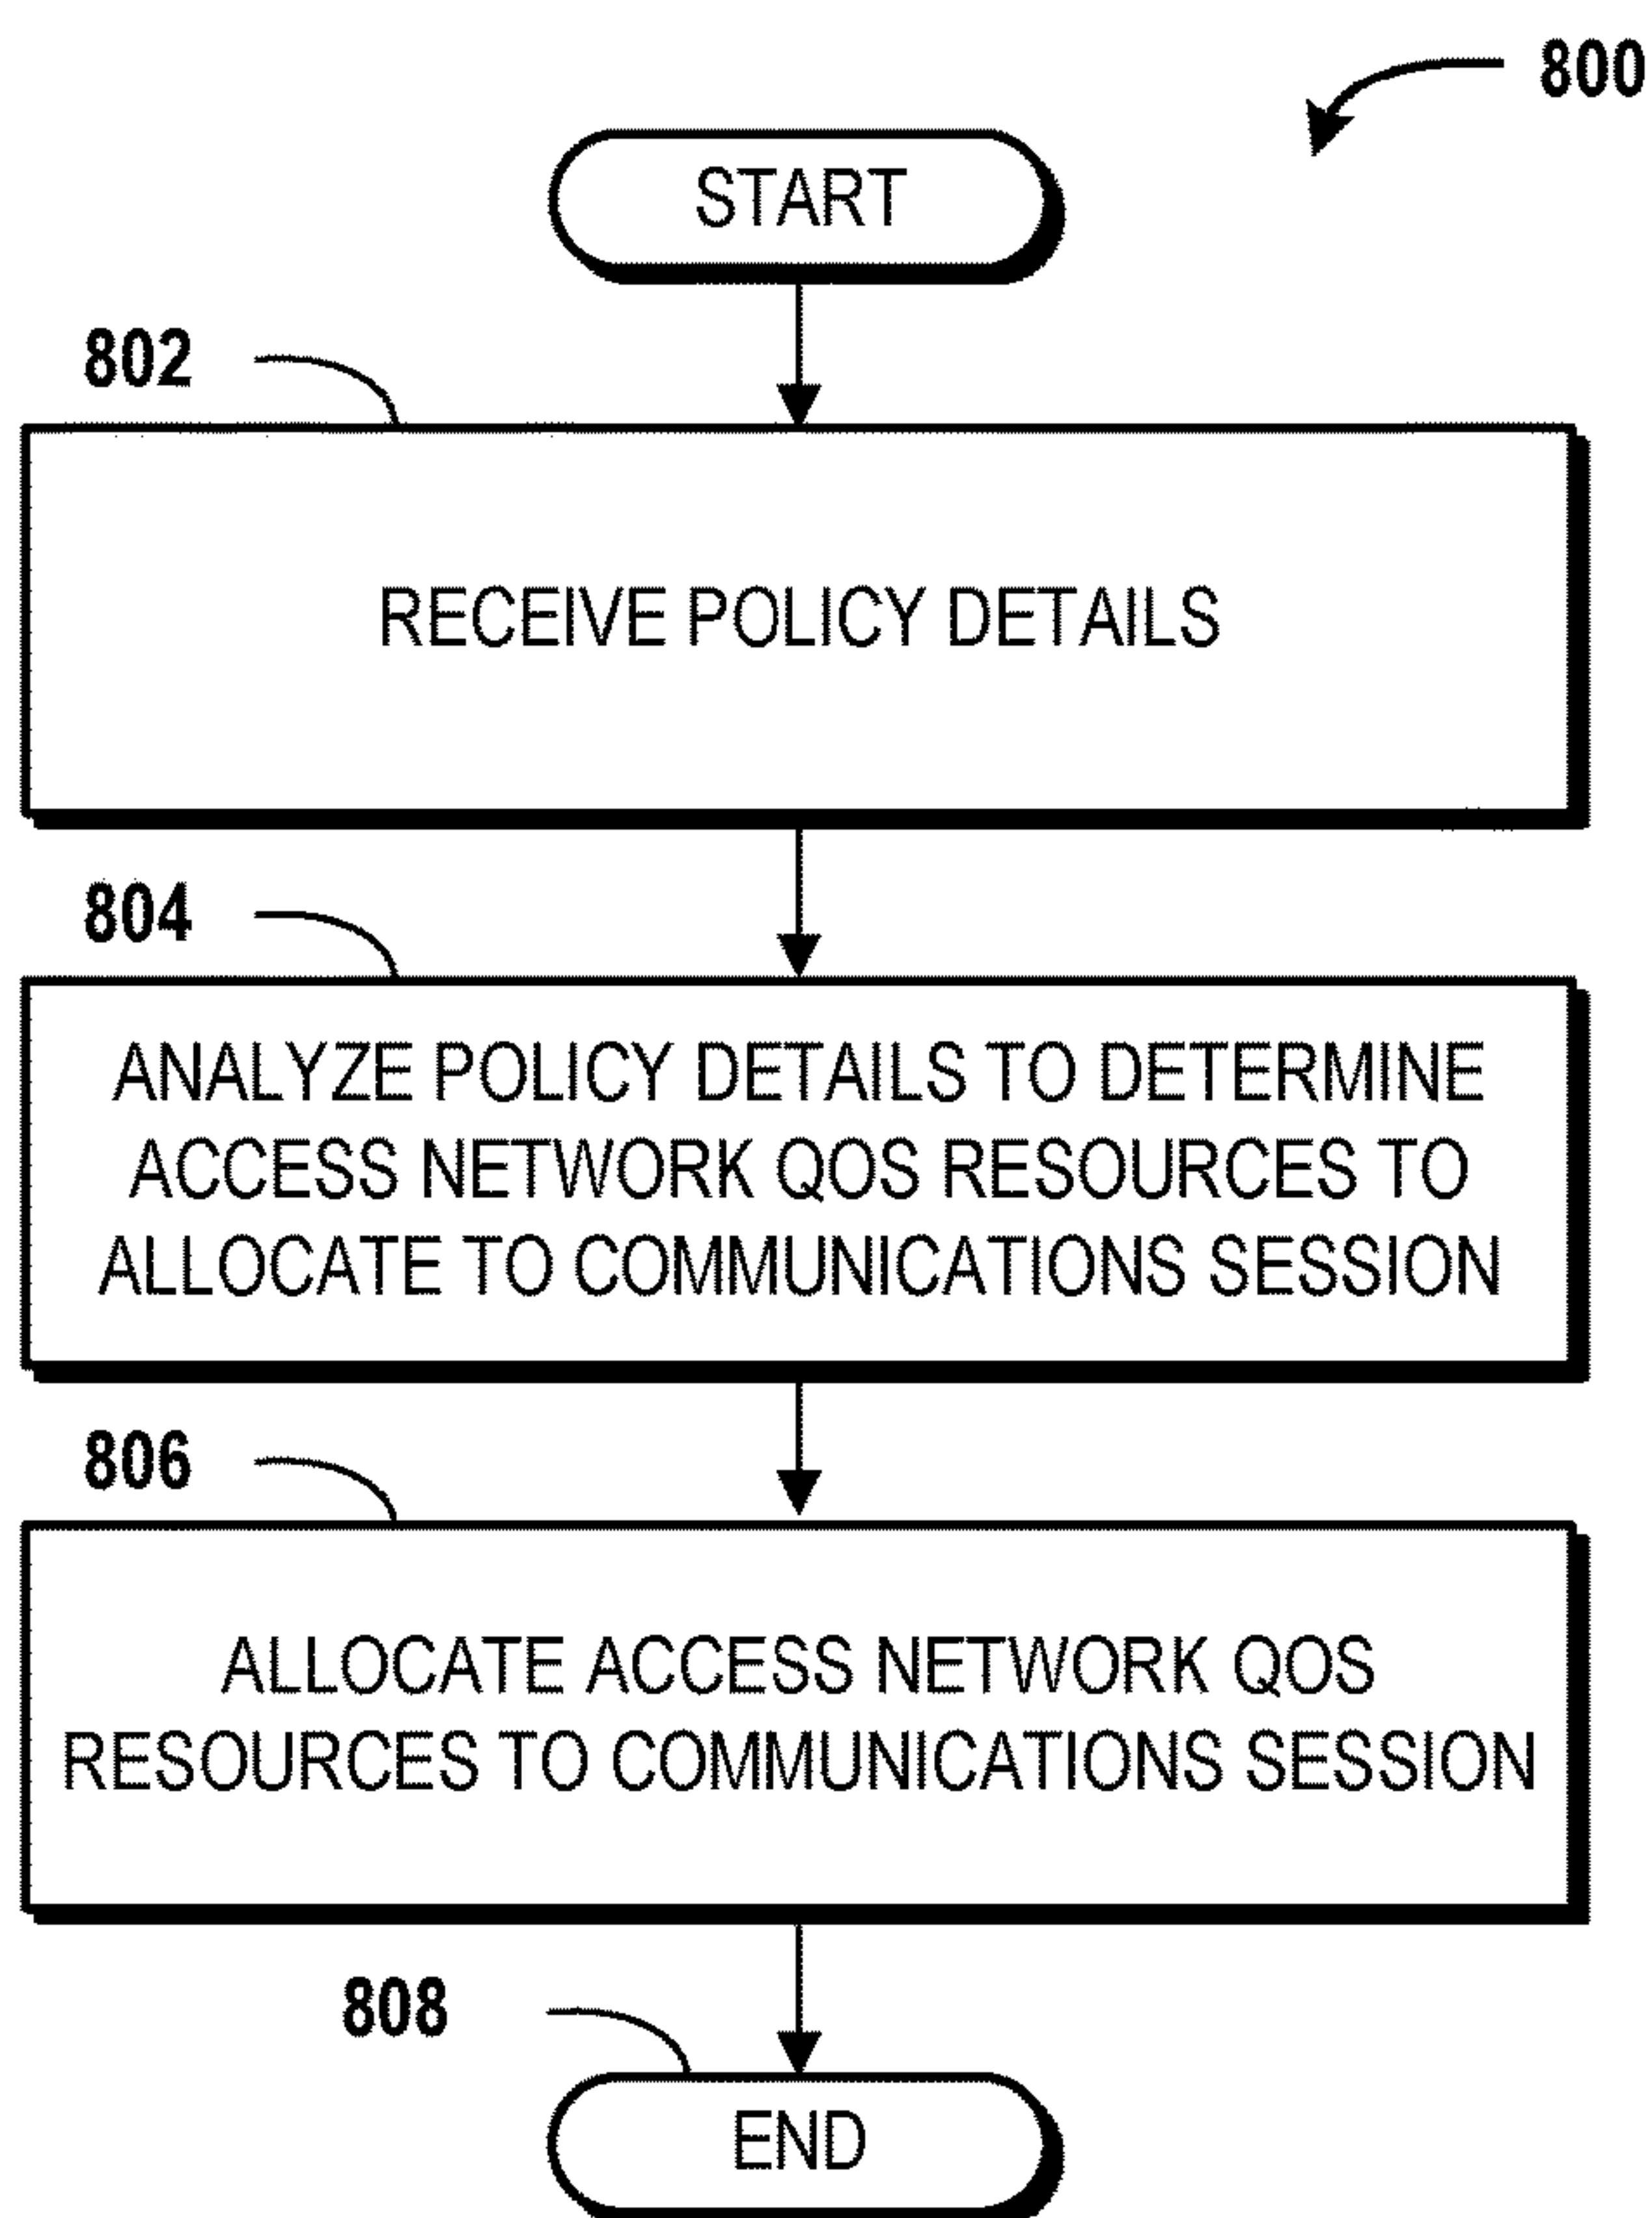 800
START
802
RECEIVE POLICY DETAILS
804
ANALYZE POLICY DETAILS TO DETERMINE
ACCESS NETWORK QOS RESOURCES TO
ALLOCATE TO COMMUNICATIONS SESSION
806
ALLOCATE ACCESS NETWORK QOS
RESOURCES TO COMMUNICATIONS SESSION
808
END